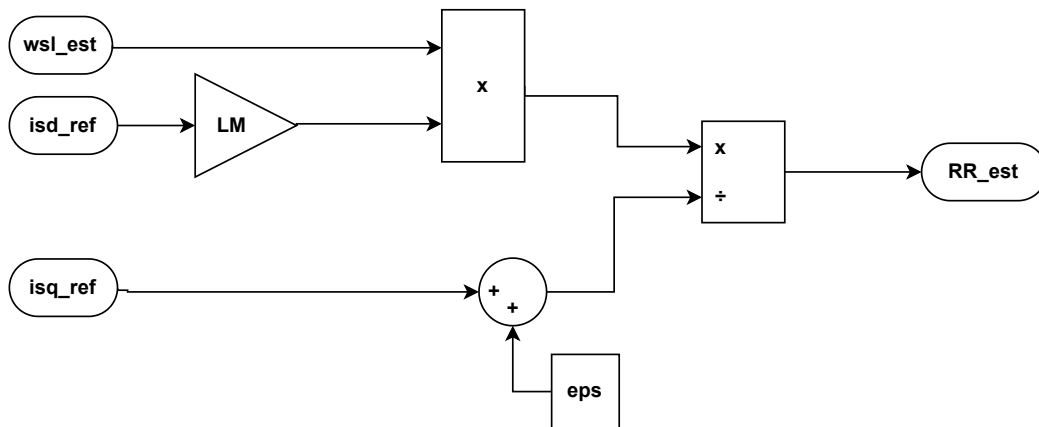 wsl_est
x
isd_ref
LM
x
÷
RR_est
isq_ref
+
+
eps